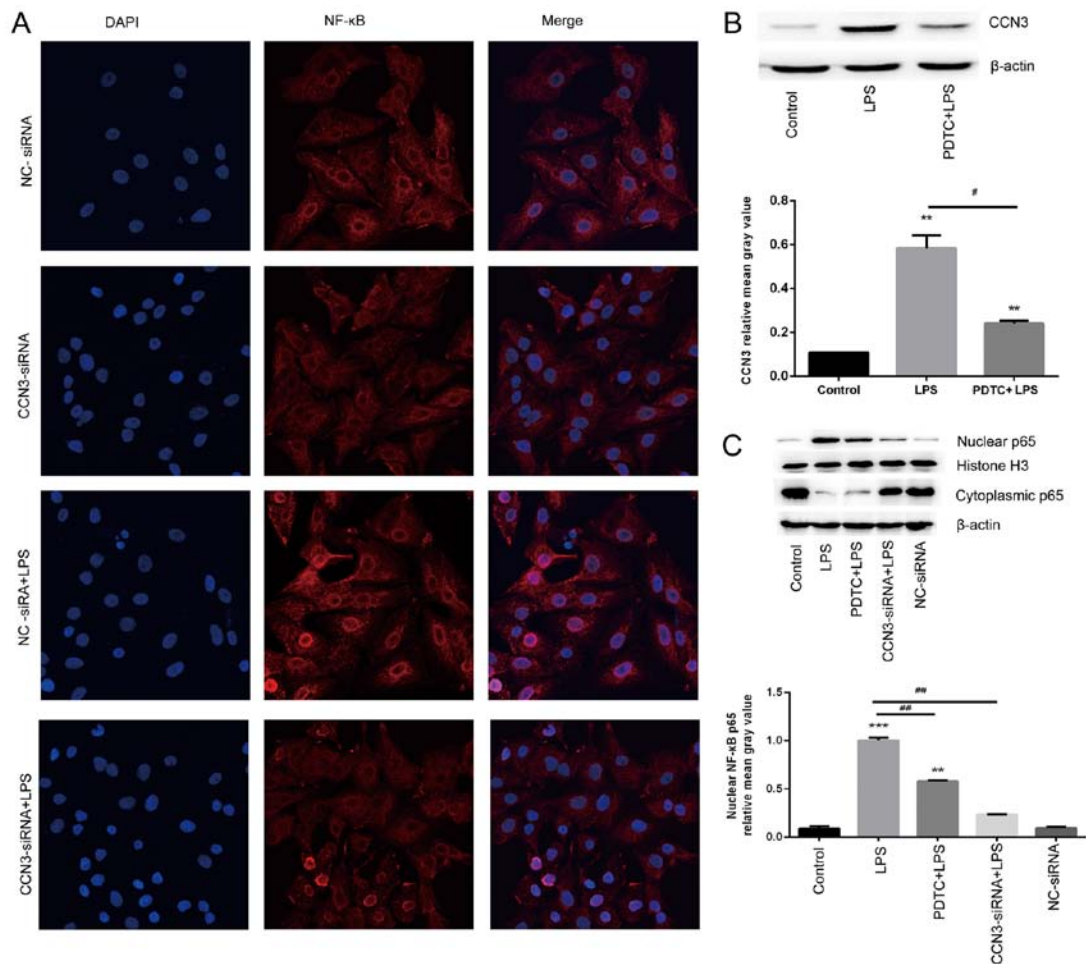 A
DAPI
NF-κB
Merge
NC- siRNA
CCN3-siRNA
NC -siRA+LPS
CCN3-siRNA+LPS
B
CCN3
β-actin
Control
LPS
PDTC+LPS
CCN3 relative mean gray value
0.8
0.6
0.4
0.2
0.0
**
#
**
Control
LPS
PDTC+LPS
C
Nuclear p65
Histone H3
Cytoplasmic p65
β-actin
Control
LPS
PDTC+LPS
CCN3-siRNA+LPS
NC-siRNA
Nuclear NF-κB p65
relative mean gray value
1.5
1.0
0.5
0.0
##
##
***
**
Control
LPS
PDTC+LPS
CCN3-siRNA+LPS
NC-siRNA